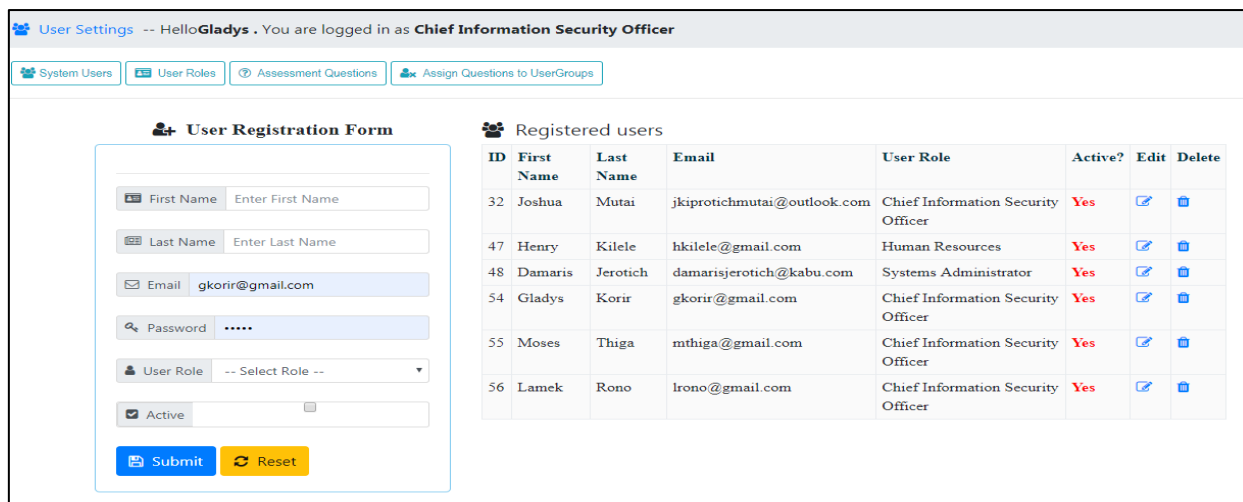 User Settings -- HelloGladys . You are logged in as Chief Information Security Officer
System Users User Roles Assessment Questions Assign Questions to UserGroups
User Registration Form
First Name Enter First Name
Last Name Enter Last Name
Email gkorir@gmail.com
Password •••••
User Role -- Select Role --
Active
Submit Reset
Registered users
ID First Name Last Name Email User Role Active? Edit Delete
32 Joshua Mutai jkiprotichmutai@outlook.com Chief Information Security Officer Yes
47 Henry Kilele hkilele@gmail.com Human Resources Yes
48 Damaris Jerotich damarisjerotich@kabu.com Systems Administrator Yes
54 Gladys Korir gkorir@gmail.com Chief Information Security Officer Yes
55 Moses Thiga mthiga@gmail.com Chief Information Security Officer Yes
56 Lamek Rono lrono@gmail.com Chief Information Security Officer Yes